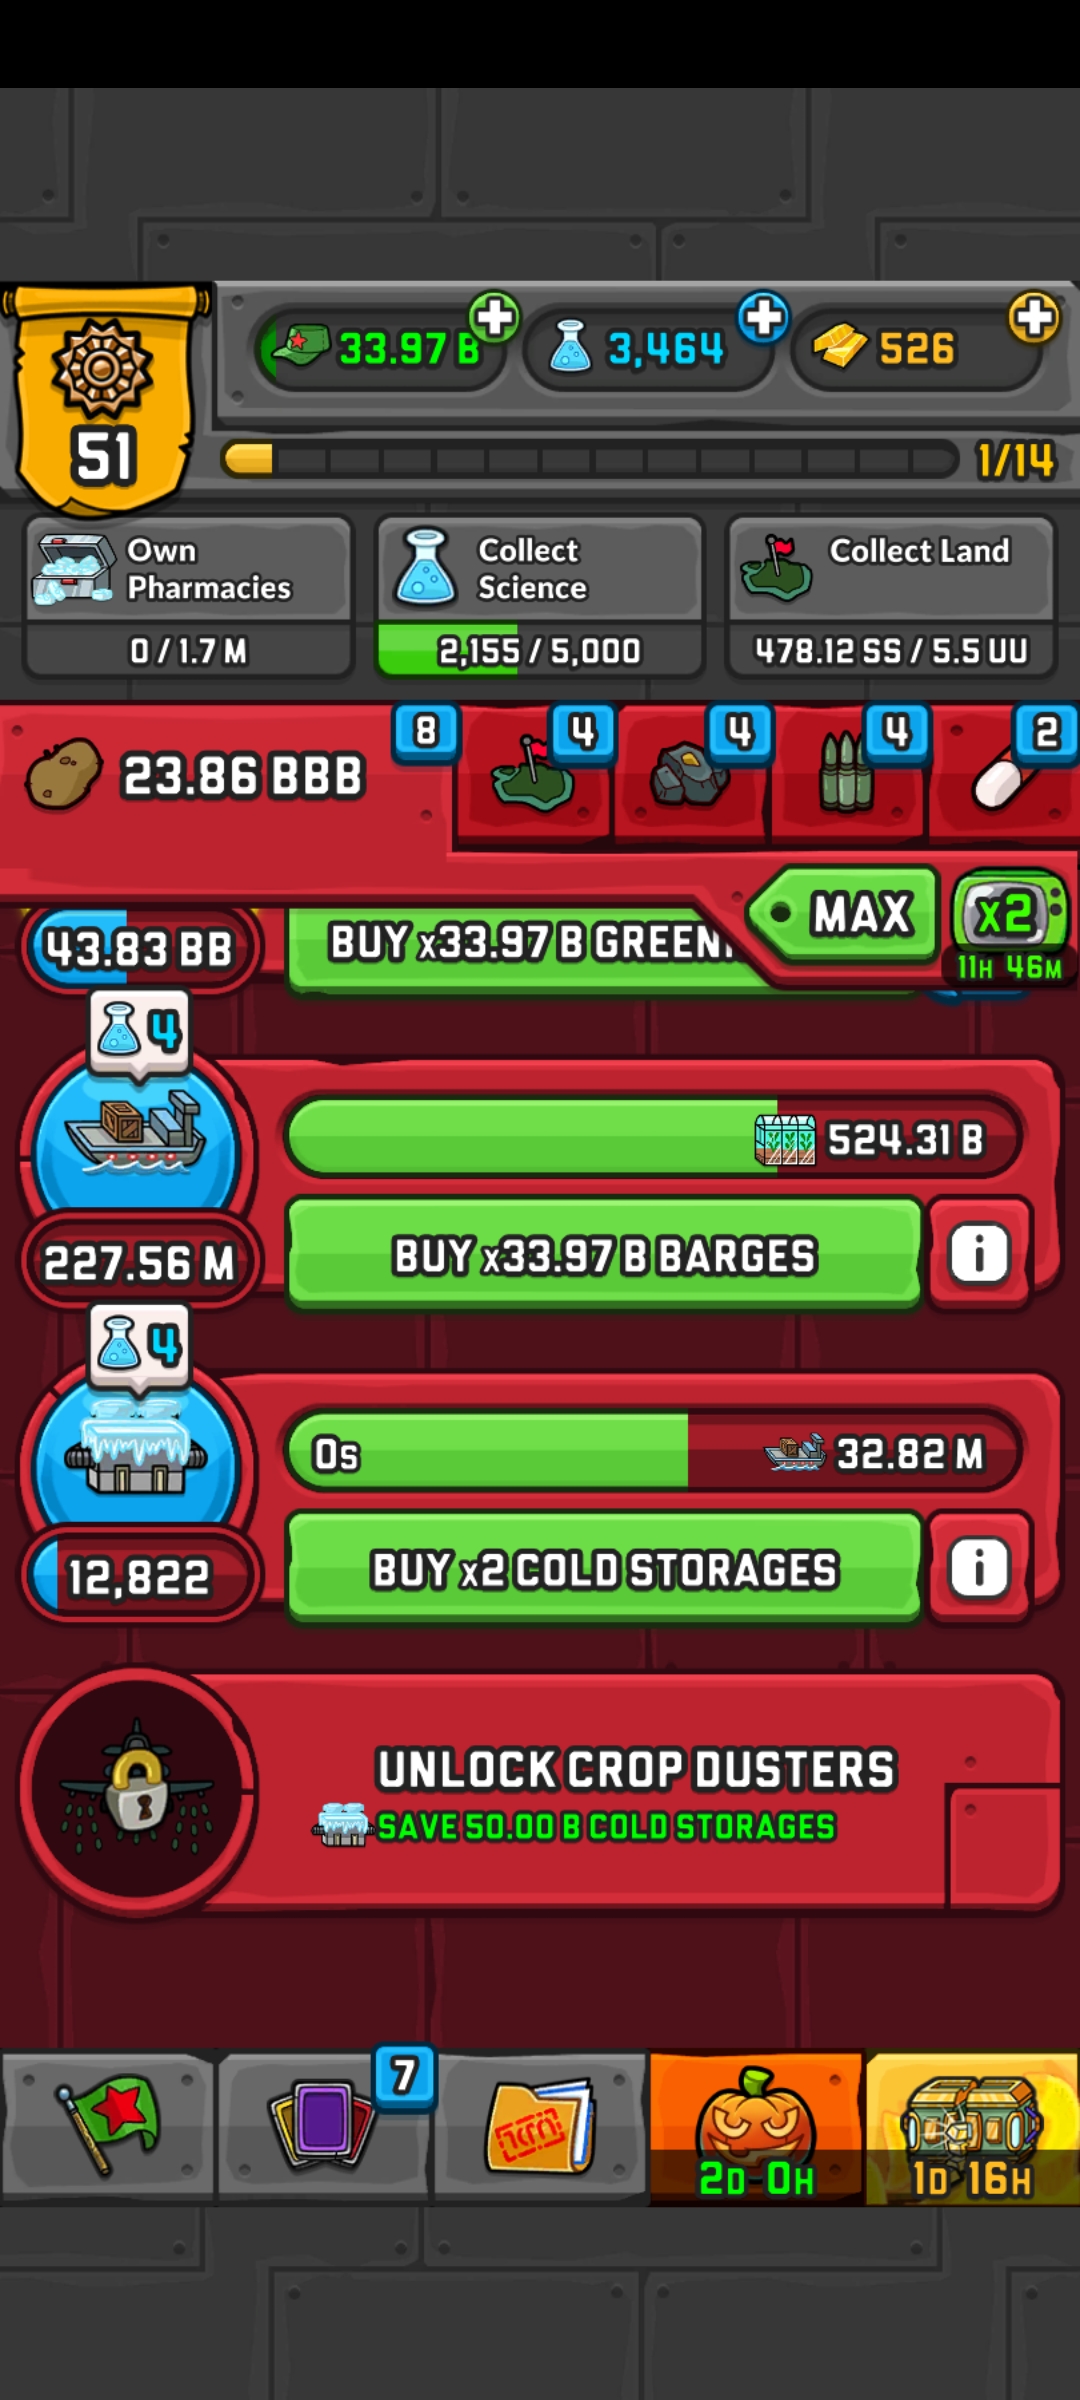 33.97 B
3,464
526
51
1/14
Own
Pharmacies
0 / 1.7 M
Collect
Science
2,155 / 5,000
Collect Land
478.12 SS / 5.5 UU
23.86 BBB
8
4
4
4
2
MAX
x2
11H 46M
43.83 BB
BUY x33.97 B
4
524.31 B
227.56 M
BUY x33.97 B BARGES
i
4
0s
32.82 M
12,822
BUY x2 COLD STORAGES
i
UNLOCK CROP DUSTERS
SAVE 50.00 B COLD STORAGES
7
2D 0H
1D 16H